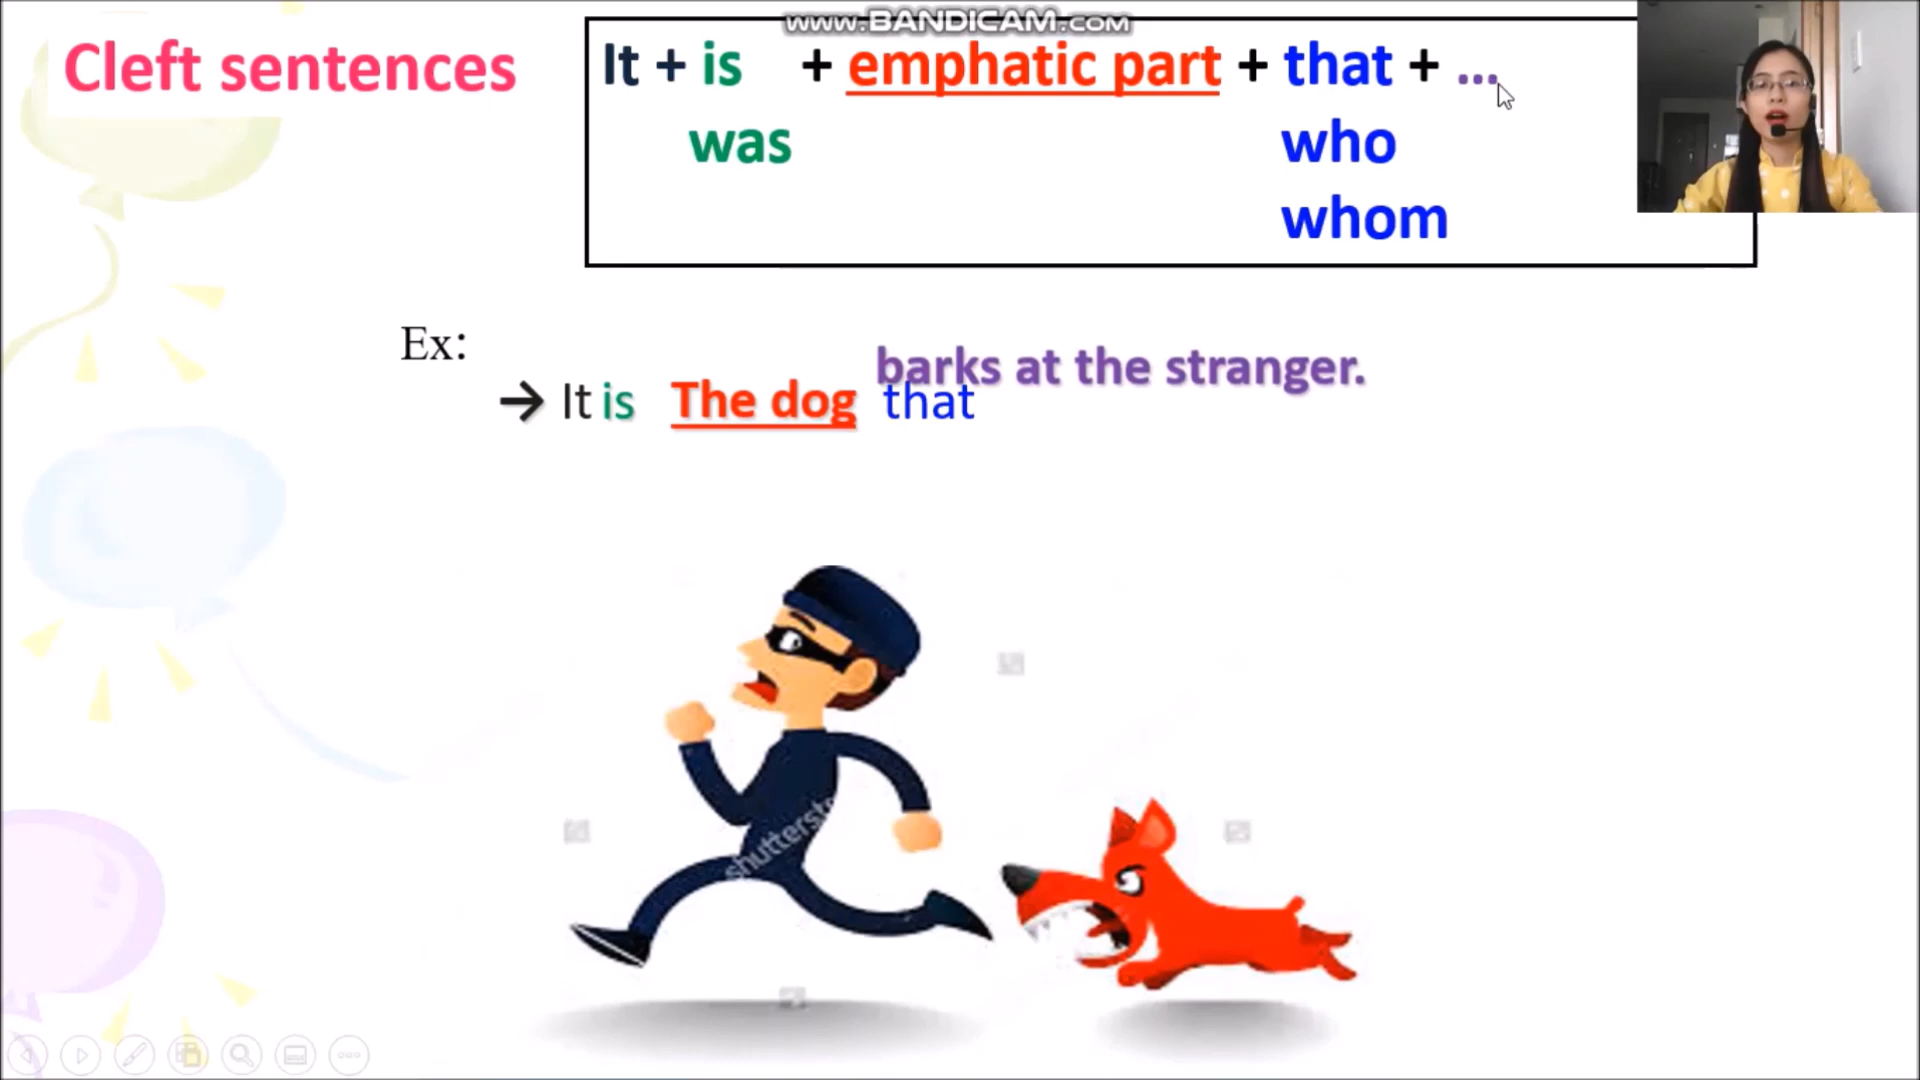 www.BANDICAM.com
Cleft sentences
It + is + emphatic part + that + ...
was who
whom
Ex:
barks at the stranger.
→ It is The dog that
shutterst